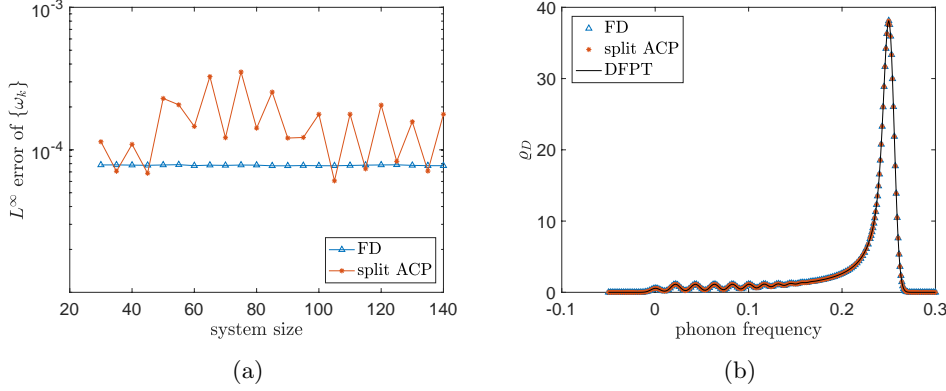 10^{-3}
10^{-4}
L^∞ error of {ω_k}
FD
split ACP
20 40 60 80 100 120 140
system size
(a)
40
30
20
10
0
ϱ_D
FD
split ACP
DFPT
-0.1 0 0.1 0.2 0.3
phonon frequency
(b)